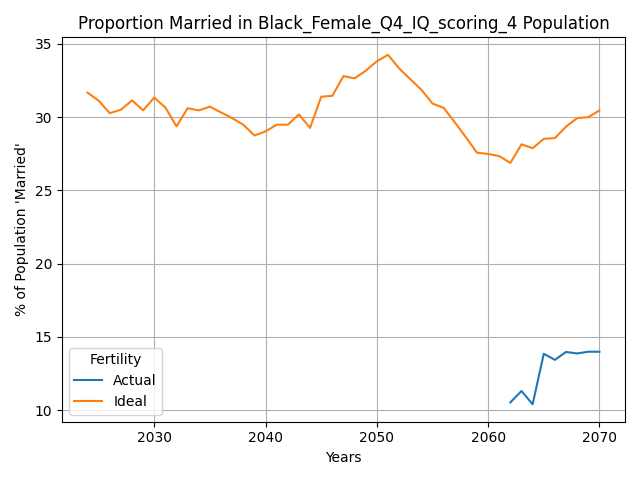 Proportion Married in Black_Female_Q4_IQ_scoring_4 Population
% of Population 'Married'
35
30
25
20
15
10
Fertility
Actual
Ideal
2030 2040 2050 2060 2070
Years